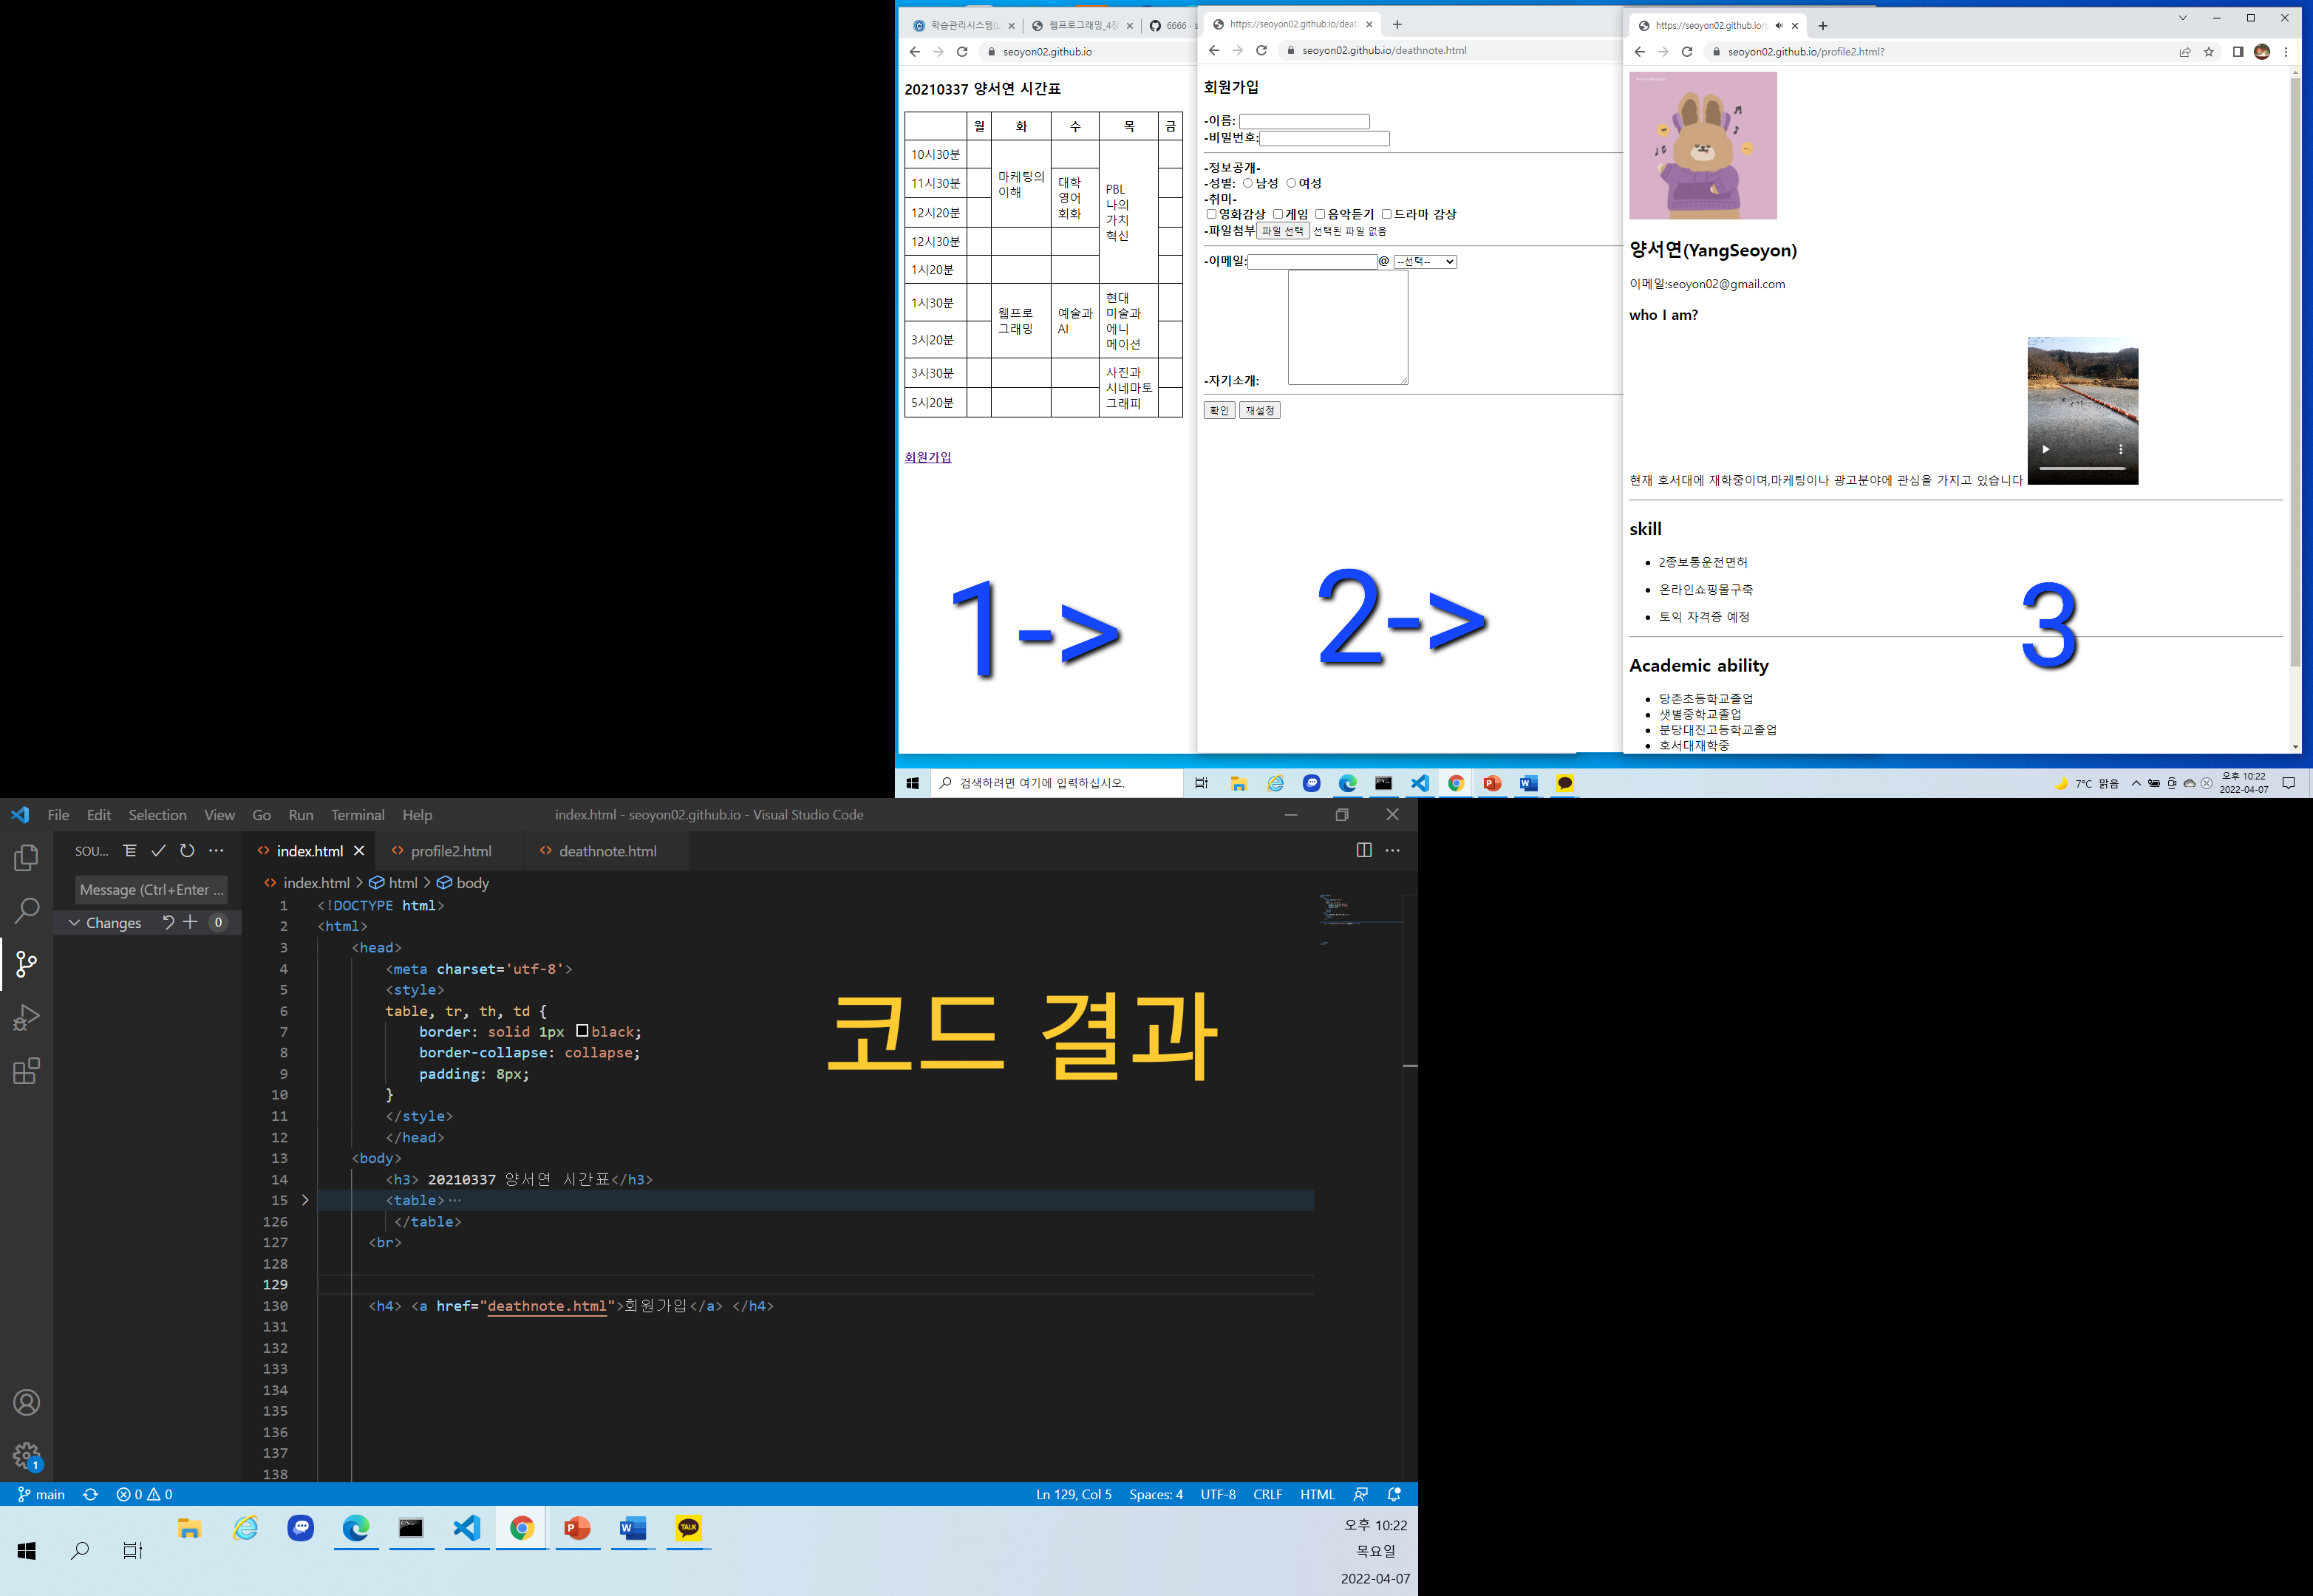 학습관리시스템(L
웹프로그래밍_4장
6666 - s
seoyon02.github.io
20210337 양서연 시간표
월 화 수 목 금
10시30분
11시30분
12시20분
12시30분
1시20분
1시30분
3시20분
3시30분
5시20분
마케팅의
이해
대학
영어
회화
PBL
나의
가치
혁신
웹프로
그래밍
예술과
AI
현대
미술과
에니
메이션
사진과
시네마토
그래피
회원가입
1->
https://seoyon02.github.io/deat
seoyon02.github.io/deathnote.html
회원가입
-이름:
-비밀번호:
-정보공개-
-성별: 남성 여성
-취미-
영화감상 게임 음악듣기 드라마 감상
-파일첨부 파일 선택 선택된 파일 없음
-이메일: @ --선택--
-자기소개:
확인 재설정
2->
https://seoyon02.github.io/p
seoyon02.github.io/profile2.html?
양서연(YangSeoyon)
이메일:seoyon02@gmail.com
who I am?
현재 호서대에 재학중이며,마케팅이나 광고분야에 관심을 가지고 있습니다
skill
2종보통운전면허
온라인쇼핑몰구축
토익 자격증 예정
3
Academic ability
당촌초등학교졸업
샛별중학교졸업
분당대진고등학교졸업
호서대재학중
검색하려면 여기에 입력하십시오.
7°C 맑음
오후 10:22
2022-04-07
File Edit Selection View Go Run Terminal Help
index.html - seoyon02.github.io - Visual Studio Code
SOU...
index.html profile2.html deathnote.html
Message (Ctrl+Enter ...
index.html > html > body
Changes 0
1 <!DOCTYPE html>
2 <html>
3 <head>
4 <meta charset='utf-8'>
5 <style>
6 table, tr, th, td {
7 border: solid 1px black;
8 border-collapse: collapse;
9 padding: 8px;
10 }
11 </style>
12 </head>
13 <body>
14 <h3> 20210337 양서연 시간표</h3>
15 <table>…
126 </table>
127 <br>
128
129
130 <h4> <a href="deathnote.html">회원가입</a> </h4>
131
132
133
134
135
136
137
138
코드 결과
1
main 0 0
Ln 129, Col 5 Spaces: 4 UTF-8 CRLF HTML
TALK
오후 10:22
목요일
2022-04-07